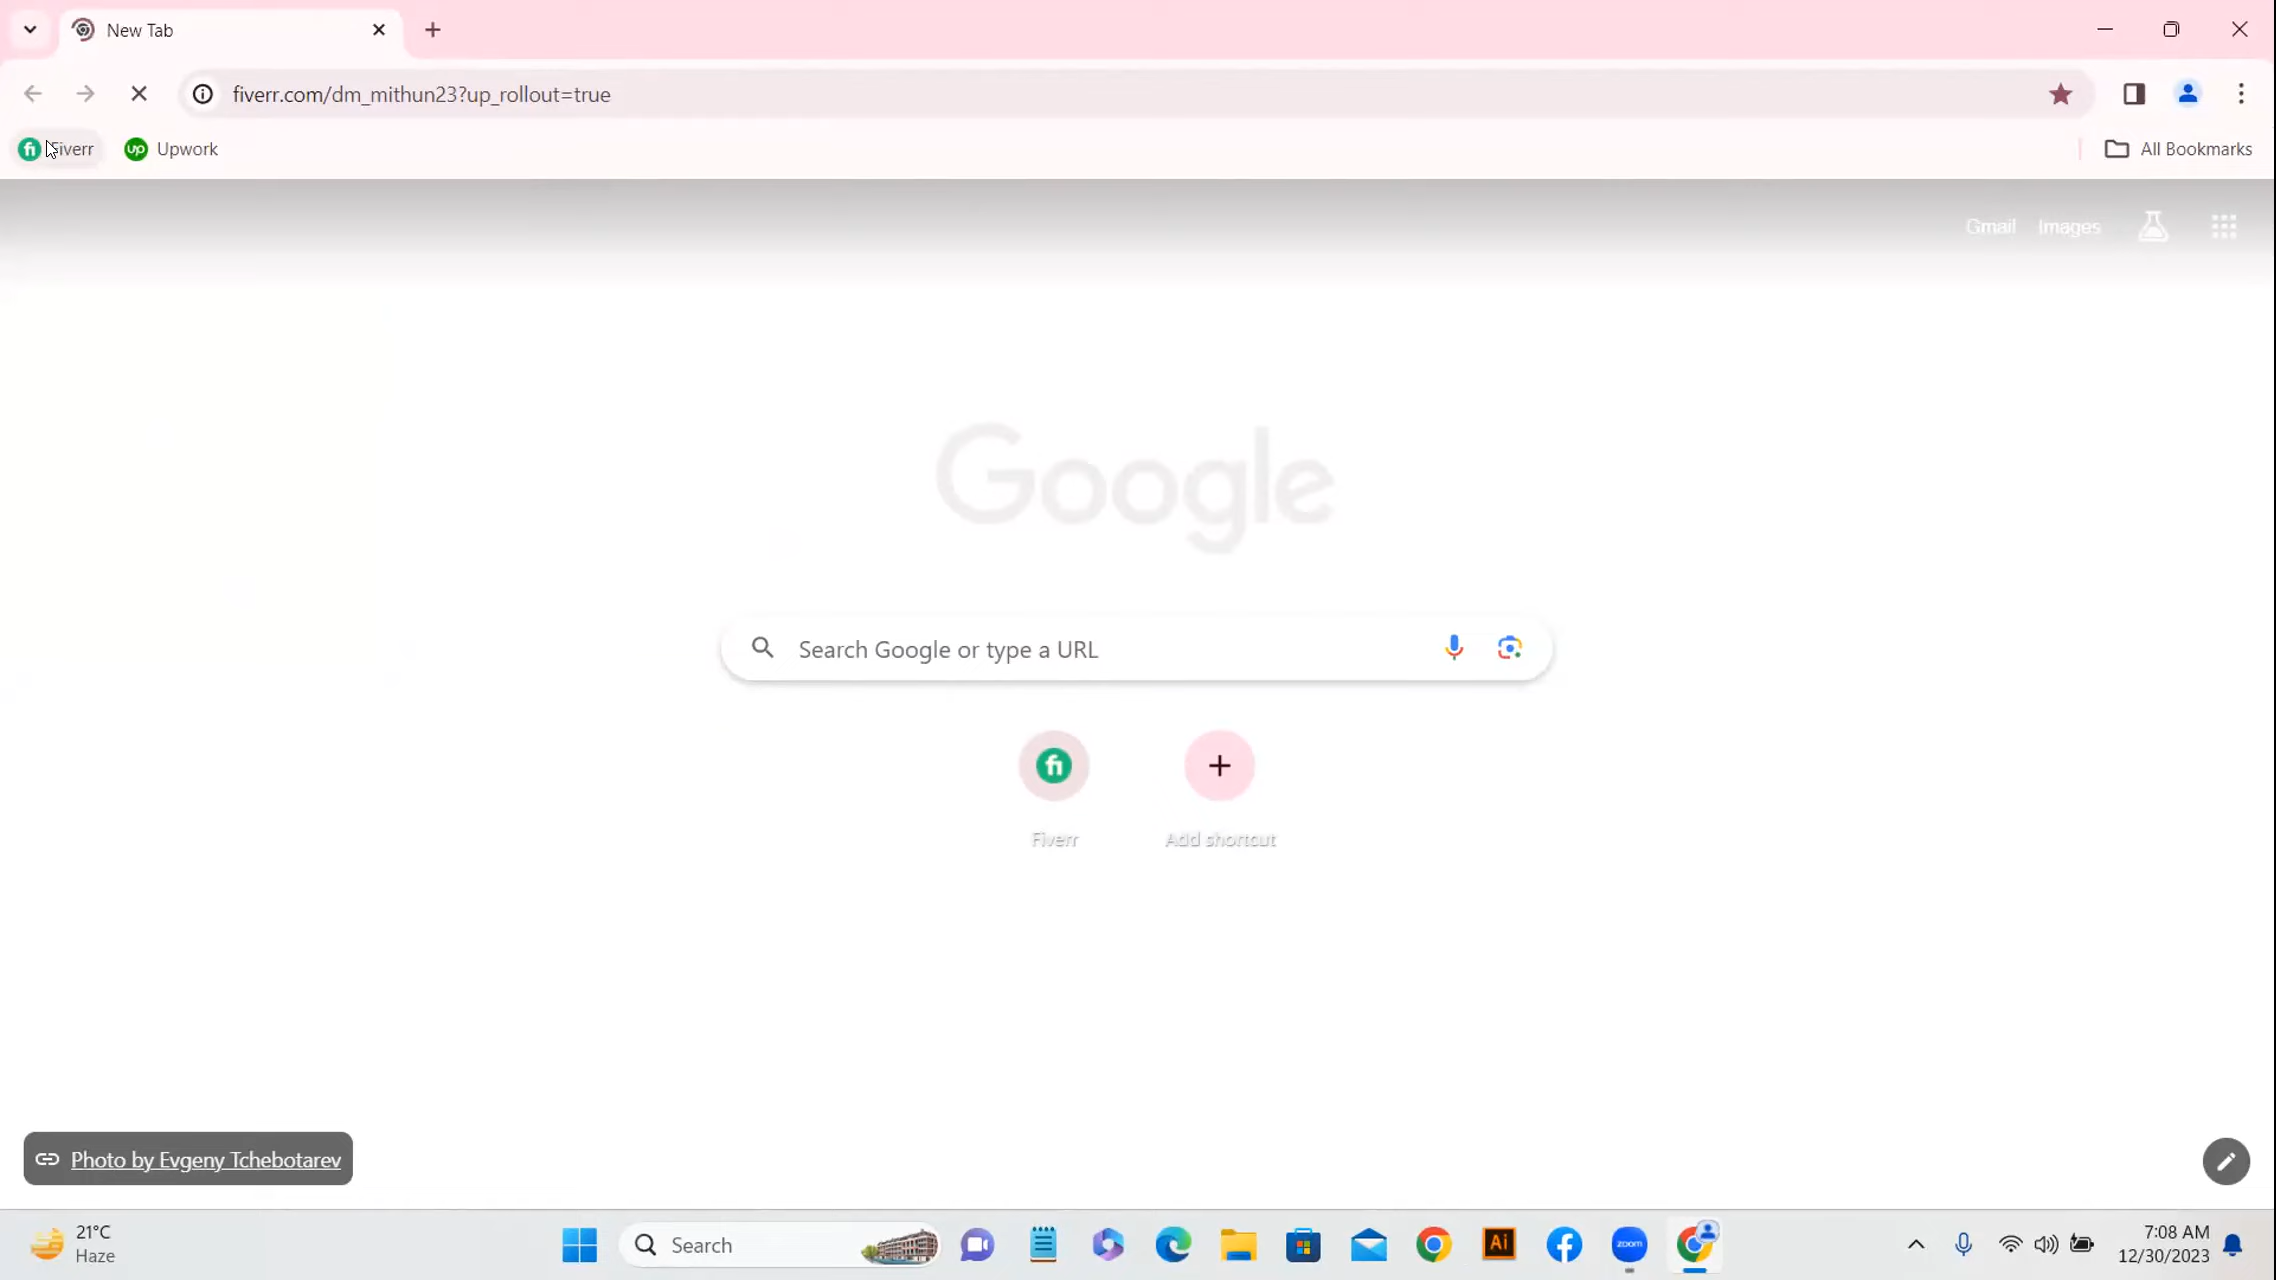 New Tab
fiverr.com/dm_mithun23?up_rollout=true
Fiverr
Upwork
All Bookmarks
Gmail Images
Google
Search Google or type a URL
Fiverr
Add shortcut
Photo by Evgeny Tchebotarev
21°C
Haze
Search
zoom
7:08 AM
12/30/2023